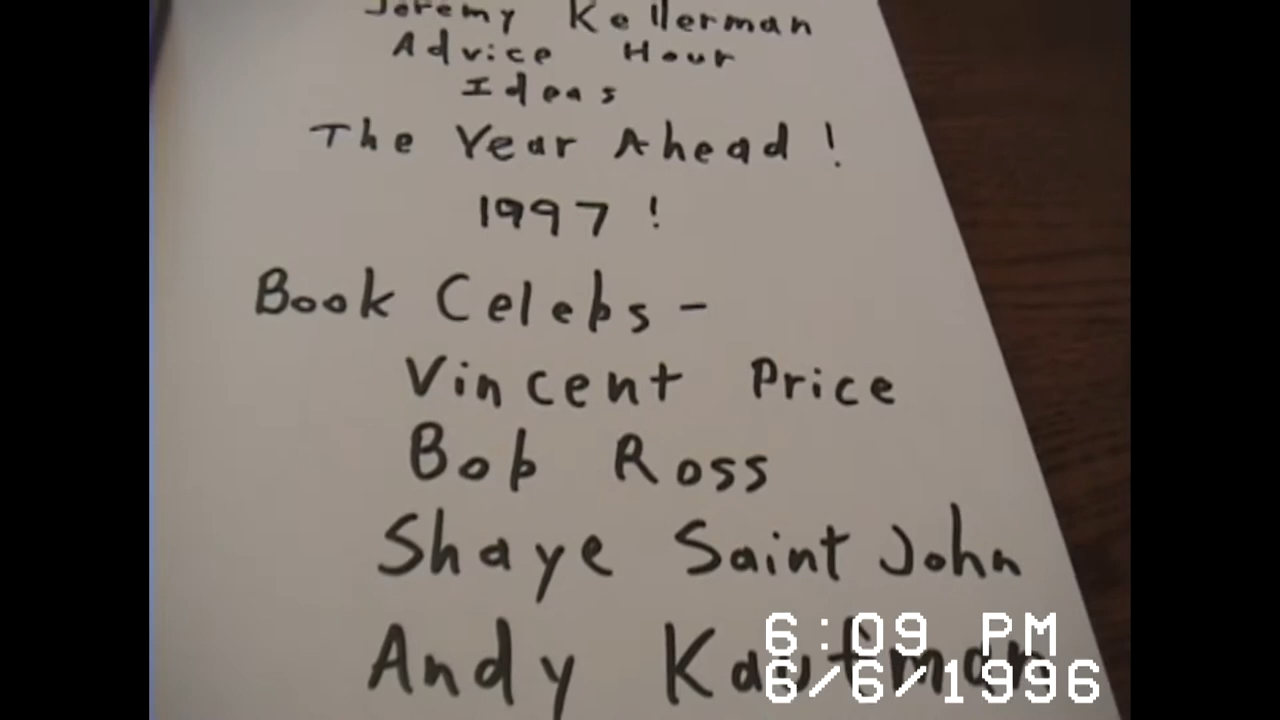 Jeremy Kellerman
Advice Hour
Ideas
The Year Ahead!
1997!
Book Celebs-
Vincent Price
Bob Ross
Shaye Saint John
Andy Kaufman
6:09 PM
6/6/1996